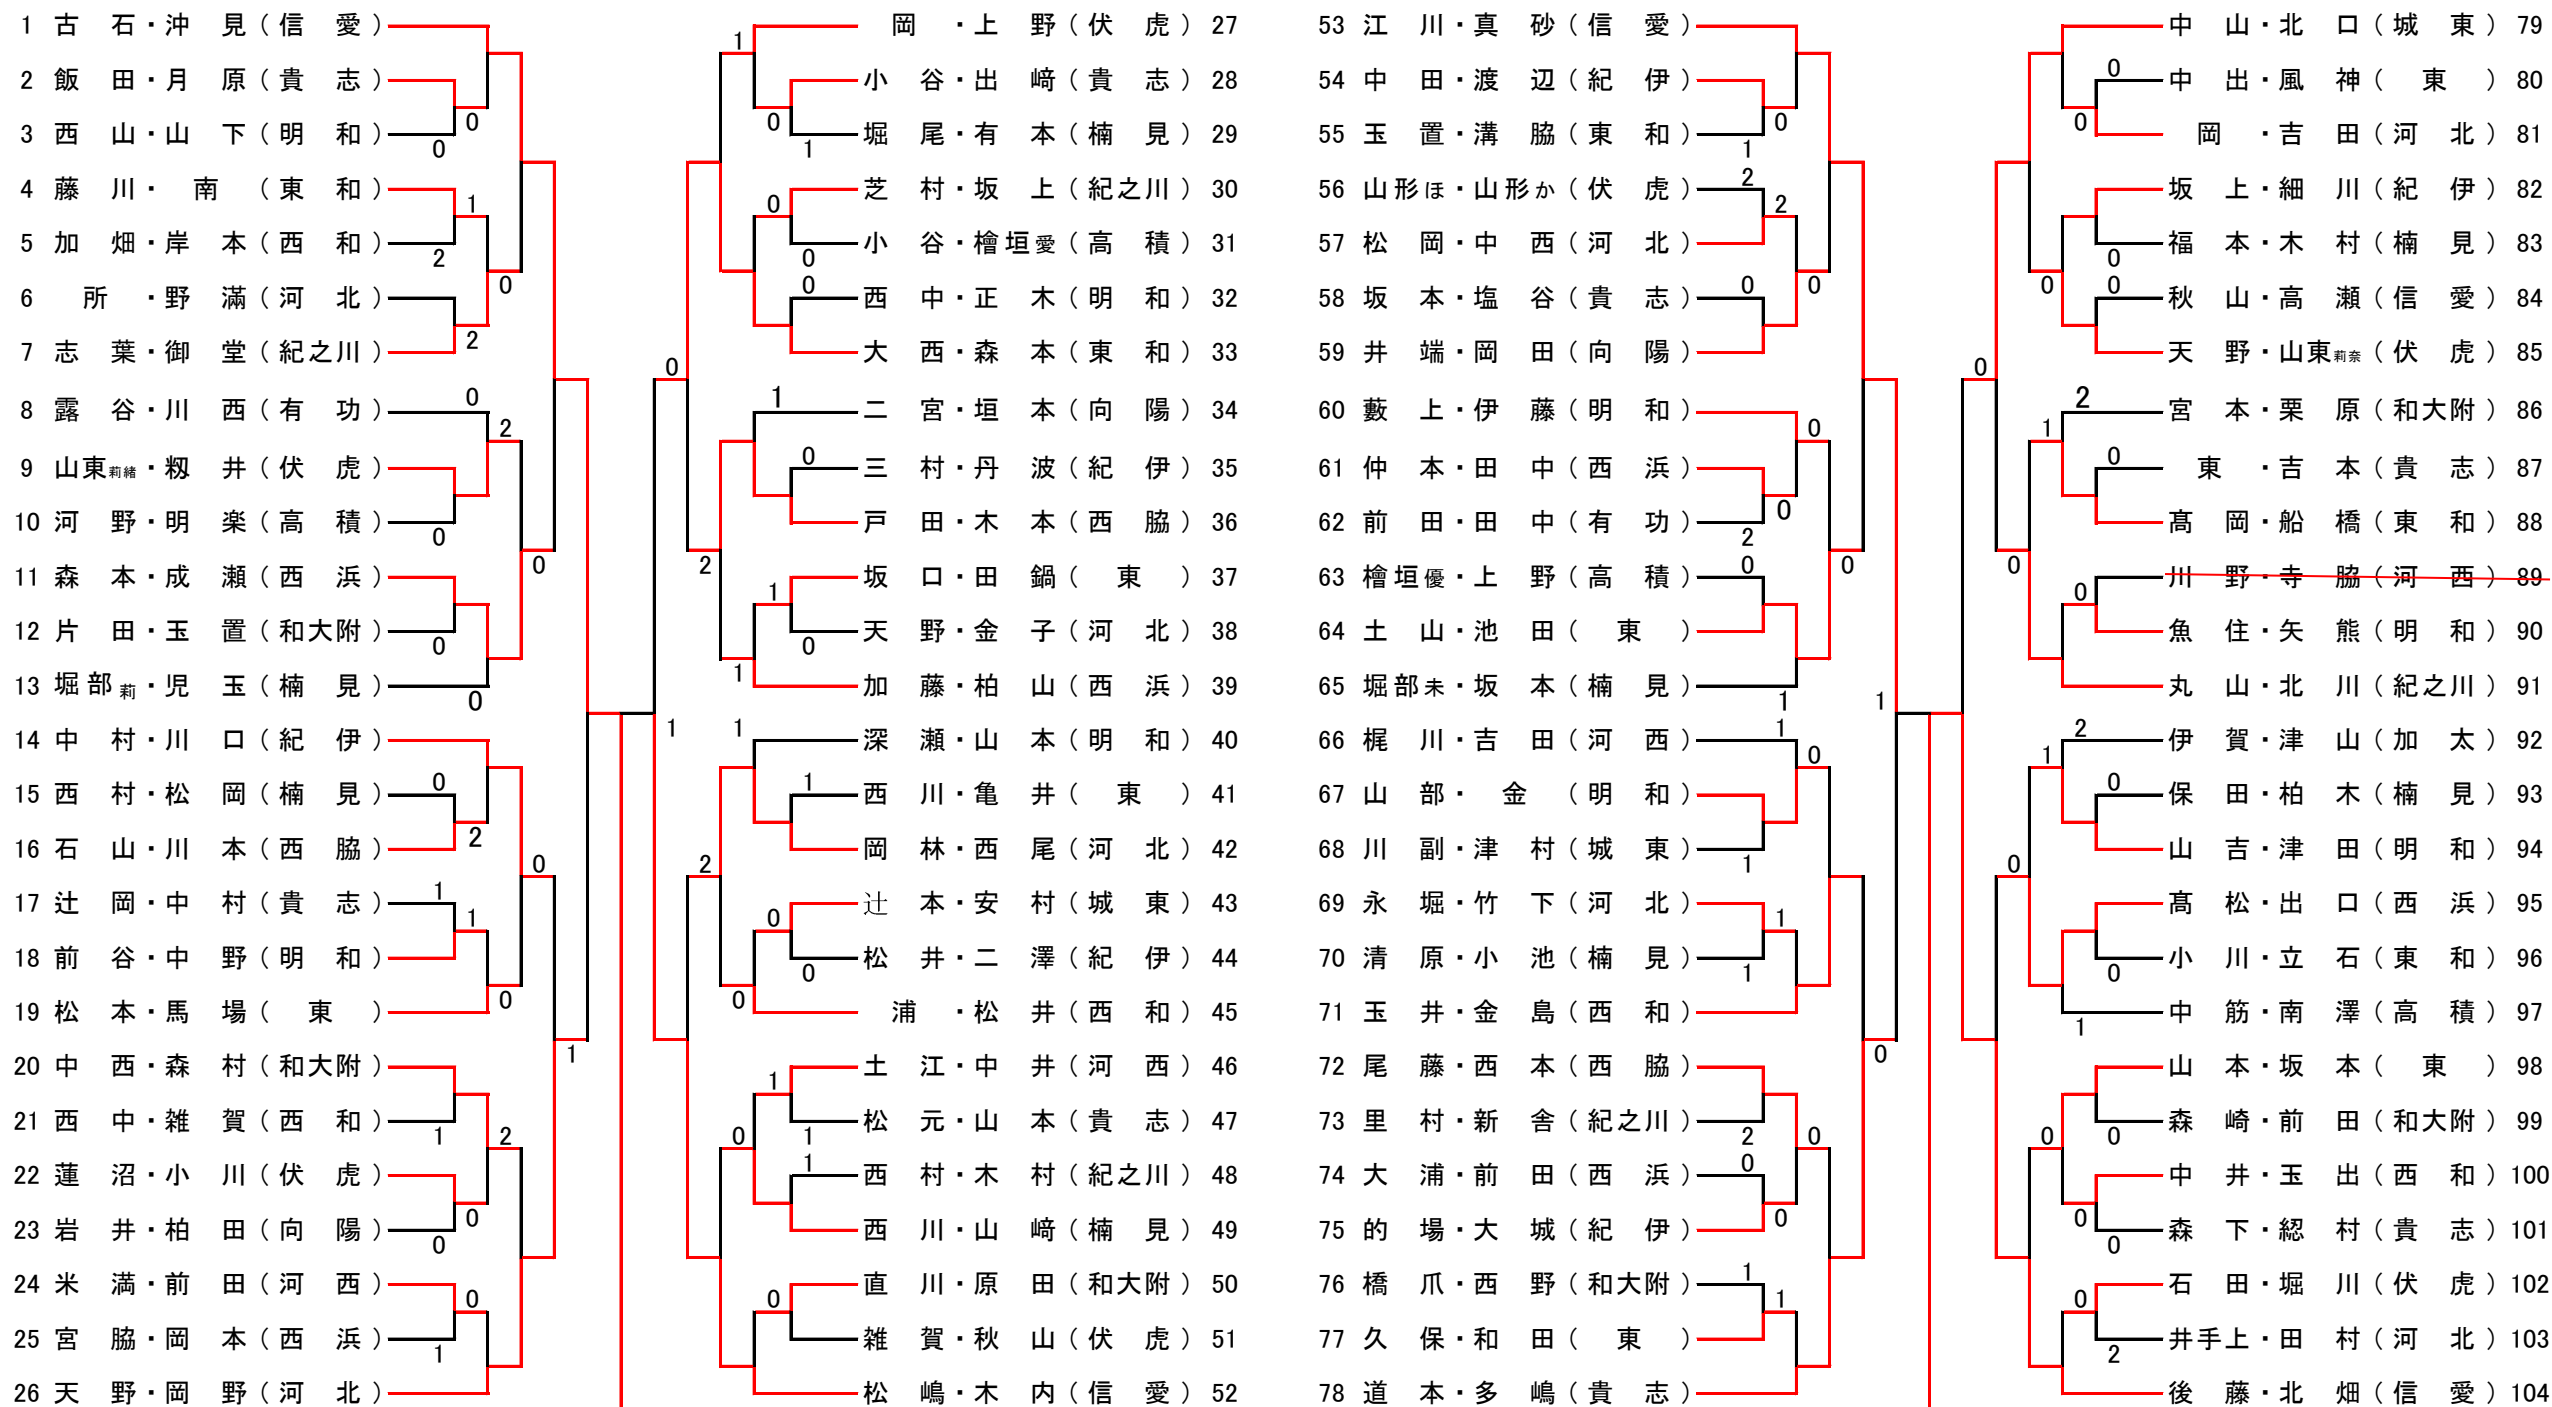 1 古石・沖見(信愛)
2 飯田・月原(貴志)
3 西山・山下(明和)
4 藤川・南(東和)
5 加畑・岸本(西和)
6 所・野滿(河北)
7 志葉・御堂(紀之川)
8 露谷・川西(有功)
9 山東莉緒・籾井(伏虎)
10 河野・明楽(高積)
11 森本・成瀬(西浜)
12 片田・玉置(和大附)
13 堀部莉・児玉(楠見)
14 中村・川口(紀伊)
15 西村・松岡(楠見)
16 石山・川本(西脇)
17 辻岡・中村(貴志)
18 前谷・中野(明和)
19 松本・馬場(東)
20 中西・森村(和大附)
21 西中・雑賀(西和)
22 蓮沼・小川(伏虎)
23 岩井・柏田(向陽)
24 米満・前田(河西)
25 宮脇・岡本(西浜)
26 天野・岡野(河北)
岡・上野(伏虎) 27
小谷・出﨑(貴志) 28
堀尾・有本(楠見) 29
芝村・坂上(紀之川) 30
小谷・檜垣愛(高積) 31
西中・正木(明和) 32
大西・森本(東和) 33
二宮・垣本(向陽) 34
三村・丹波(紀伊) 35
戸田・木本(西脇) 36
坂口・田鍋(東) 37
天野・金子(河北) 38
加藤・柏山(西浜) 39
深瀬・山本(明和) 40
西川・亀井(東) 41
岡林・西尾(河北) 42
辻本・安村(城東) 43
松井・二澤(紀伊) 44
浦・松井(西和) 45
土江・中井(河西) 46
松元・山本(貴志) 47
西村・木村(紀之川) 48
西川・山﨑(楠見) 49
直川・原田(和大附) 50
雑賀・秋山(伏虎) 51
松嶋・木内(信愛) 52
53 江川・真砂(信愛)
54 中田・渡辺(紀伊)
55 玉置・溝脇(東和)
56 山形ほ・山形か(伏虎)
57 松岡・中西(河北)
58 坂本・塩谷(貴志)
59 井端・岡田(向陽)
60 藪上・伊藤(明和)
61 仲本・田中(西浜)
62 前田・田中(有功)
63 檜垣優・上野(高積)
64 土山・池田(東)
65 堀部未・坂本(楠見)
66 梶川・吉田(河西)
67 山部・金(明和)
68 川副・津村(城東)
69 永堀・竹下(河北)
70 清原・小池(楠見)
71 玉井・金島(西和)
72 尾藤・西本(西脇)
73 里村・新舎(紀之川)
74 大浦・前田(西浜)
75 的場・大城(紀伊)
76 橋爪・西野(和大附)
77 久保・和田(東)
78 道本・多嶋(貴志)
中山・北口(城東) 79
中出・風神(東) 80
岡・吉田(河北) 81
坂上・細川(紀伊) 82
福本・木村(楠見) 83
秋山・高瀬(信愛) 84
天野・山東莉奈(伏虎) 85
宮本・栗原(和大附) 86
東・吉本(貴志) 87
髙岡・船橋(東和) 88
川野・寺脇(河西) 89
魚住・矢熊(明和) 90
丸山・北川(紀之川) 91
伊賀・津山(加太) 92
保田・柏木(楠見) 93
山吉・津田(明和) 94
髙松・出口(西浜) 95
小川・立石(東和) 96
中筋・南澤(高積) 97
山本・坂本(東) 98
森崎・前田(和大附) 99
中井・玉出(西和) 100
森下・綛村(貴志) 101
石田・堀川(伏虎) 102
井手上・田村(河北) 103
後藤・北畑(信愛) 104